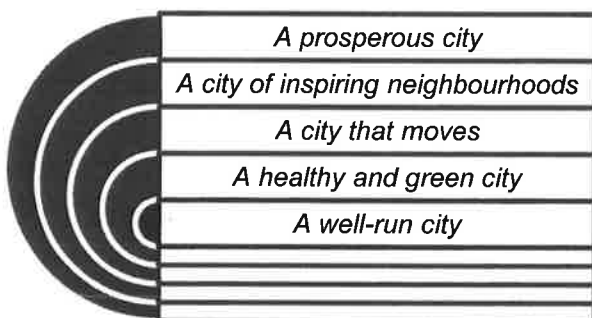 A prosperous city
A city of inspiring neighbourhoods
A city that moves
A healthy and green city
A well-run city